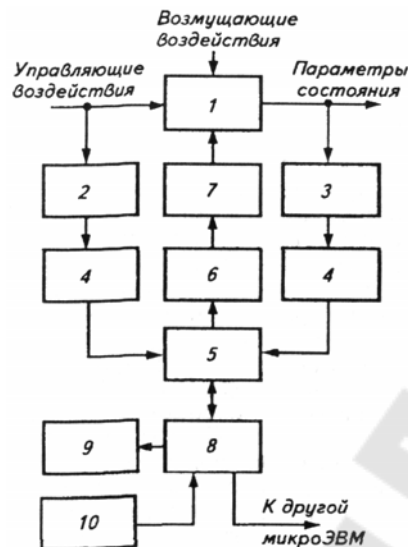 Возмущающие
воздействия
Управляющие
воздействия
Параметры
состояния
1
2
7
3
4
6
4
5
9
8
10
К другой
микроЭВМ